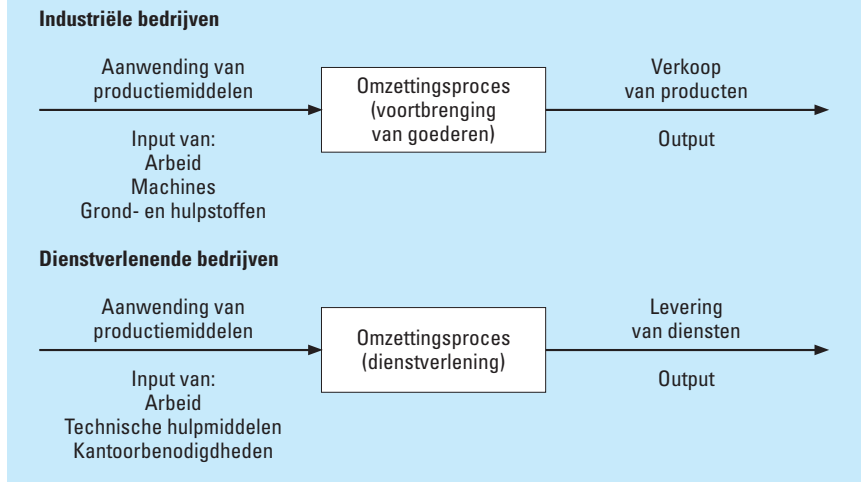 Industriële bedrijven
Aanwending van
productiemiddelen
Input van:
Arbeid
Machines
Grond- en hulpstoffen
Omzettingsproces
(voortbrenging
van goederen)
Verkoop
van producten
Output
Dienstverlenende bedrijven
Aanwending van
productiemiddelen
Input van:
Arbeid
Technische hulpmiddelen
Kantoorbenodigdheden
Omzettingsproces
(dienstverlening)
Levering
van diensten
Output